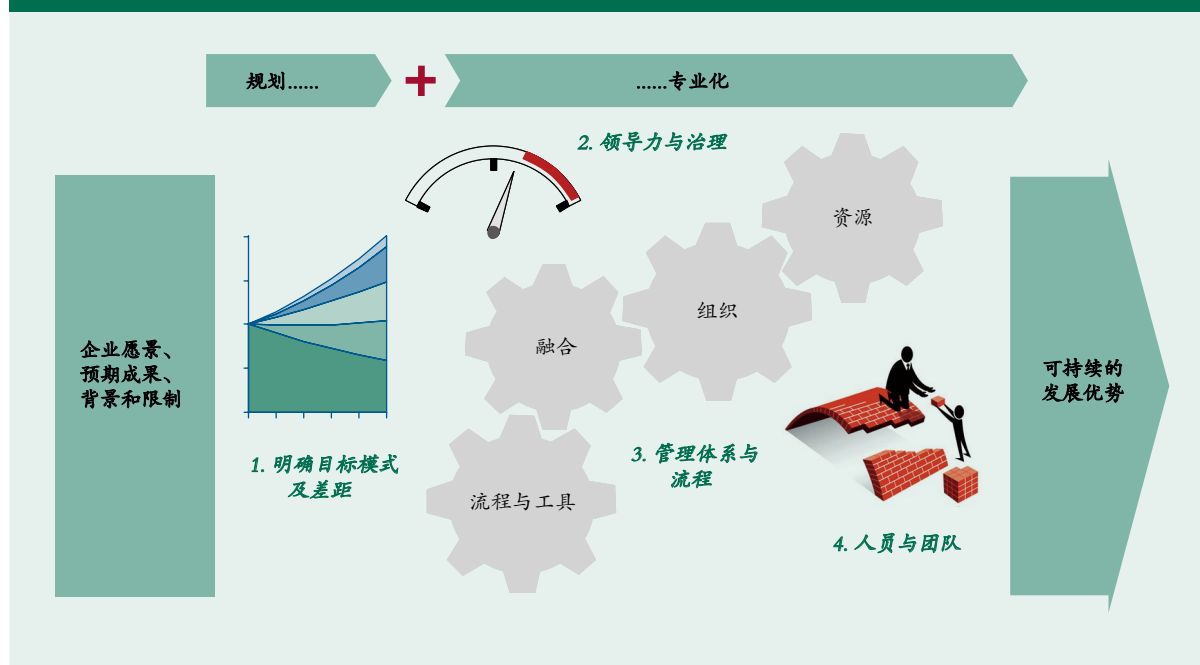 规划......
......专业化
2. 领导力与治理
资源
组织
融合
企业愿景、
预期成果、
背景和限制
可持续的
发展优势
1. 明确目标模式
及差距
3. 管理体系与
流程
流程与工具
4. 人员与团队